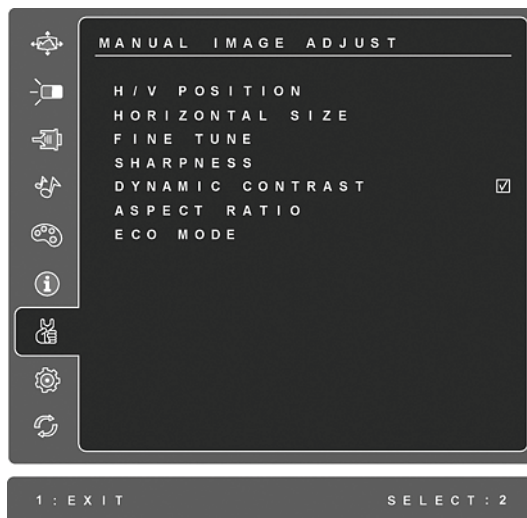 MANUAL IMAGE ADJUST
H/V POSITION
HORIZONTAL SIZE
FINE TUNE
SHARPNESS
DYNAMIC CONTRAST
ASPECT RATIO
ECO MODE
1:EXIT SELECT:2